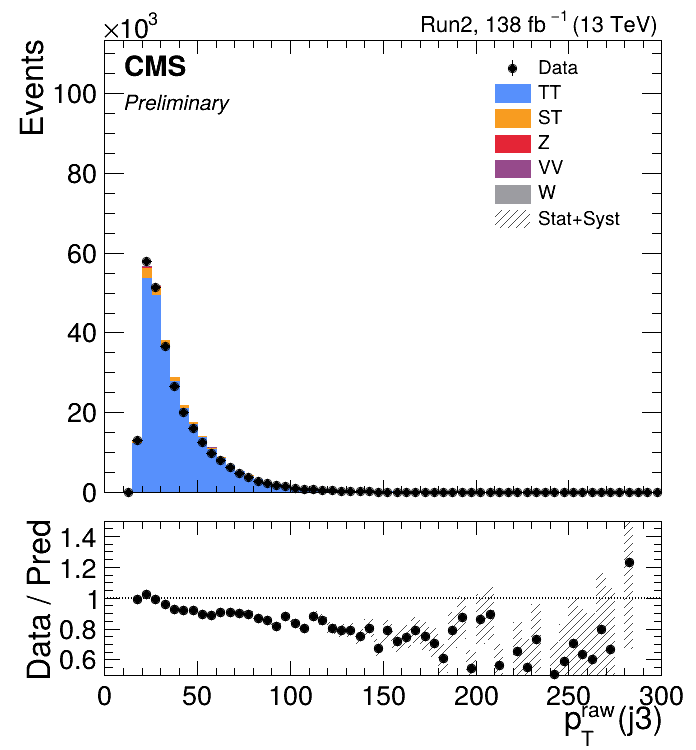 ×10³
Run2, 138 fb⁻¹ (13 TeV)
CMS
Preliminary
Data
TT
ST
Z
VV
W
Stat+Syst
Events
100
80
60
40
20
0
Data / Pred
1.4
1.2
1
0.8
0.6
0 50 100 150 200 250 300
p_T^raw(j3)